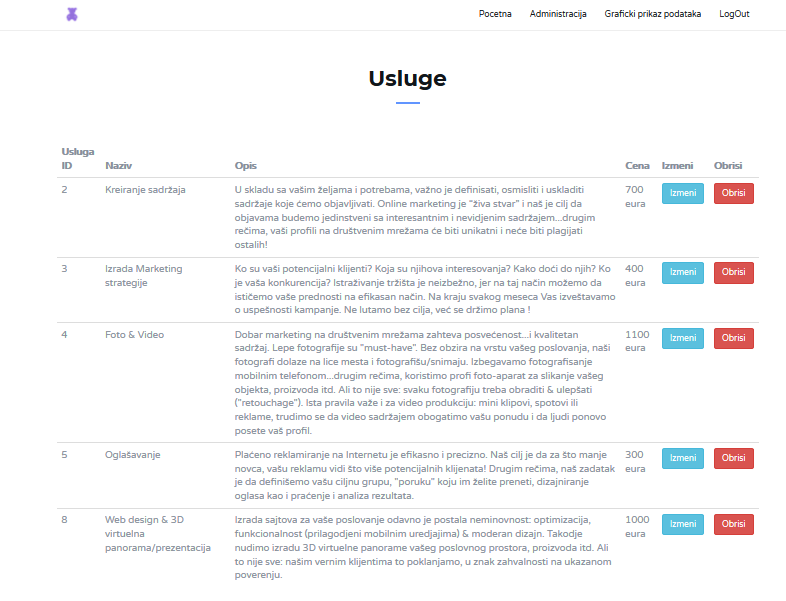 Pocetna Administracija Graficki prikaz podataka LogOut
Usluge
Usluga ID Naziv Opis Cena Izmeni Obrisi
2 Kreiranje sadržaja U skladu sa vašim željama i potrebama, važno je definisati, osmisliti i uskladiti 700 Izmeni Obrisi
sadržaje koje ćemo objavljivati. Online marketing je "živa stvar" i naš je cilj da eura
objavama budemo jedinstveni sa interesantnim i nevidjenim sadržajem...drugim
rečima, vaši profili na društvenim mrežama će biti unikatni i neće biti plagijati
ostalih!
3 Izrada Marketing Ko su vaši potencijalni klijenti? Koja su njihova interesovanja? Kako doći do njih? Ko 400 Izmeni Obrisi
strategije je vaša konkurencija? Istraživanje tržišta je neizbežno, jer na taj način možemo da eura
ističemo vaše prednosti na efikasan način. Na kraju svakog meseca Vas izveštavamo
o uspešnosti kampanje. Ne lutamo bez cilja, već se držimo plana !
4 Foto & Video Dobar marketing na društvenim mrežama zahteva posvećenost...i kvalitetan 1100 Izmeni Obrisi
sadržaj. Lepe fotografije su "must-have". Bez obzira na vrstu vašeg poslovanja, naši eura
fotografi dolaze na lice mesta i fotografišu/snimaju. Izbegavamo fotografisanje
mobilnim telefonom...drugim rečima, koristimo profi foto-aparat za slikanje vašeg
objekta, proizvoda itd. Ali to nije sve: svaku fotografiju treba obraditi & ulepšati
("retouchage"). Ista pravila važe i za video produkciju: mini klipovi, spotovi ili
reklame, trudimo se da video sadržajem obogatimo vašu ponudu i da ljudi ponovo
posete vaš profil.
5 Oglašavanje Plaćeno reklamiranje na Internetu je efikasno i precizno. Naš cilj je da za što manje 300 Izmeni Obrisi
novca, vašu reklamu vidi što više potencijalnih klijenata! Drugim rečima, naš zadatak eura
je da definišemo vašu ciljnu grupu, "poruku" koju im želite preneti, dizajniranje
oglasa kao i praćenje i analiza rezultata.
8 Web design & 3D Izrada sajtova za vaše poslovanje odavno je postala neminovnost: optimizacija, 1000 Izmeni Obrisi
virtuelna funkcionalnost (prilagodjeni mobilnim uredjajima) & moderan dizajn. Takodje eura
panorama/prezentacija nudimo izradu 3D virtuelne panorame vašeg poslovnog prostora, proizvoda itd. Ali
to nije sve: našim vernim klijentima to poklanjamo, u znak zahvalnosti na ukazanom
poverenju.